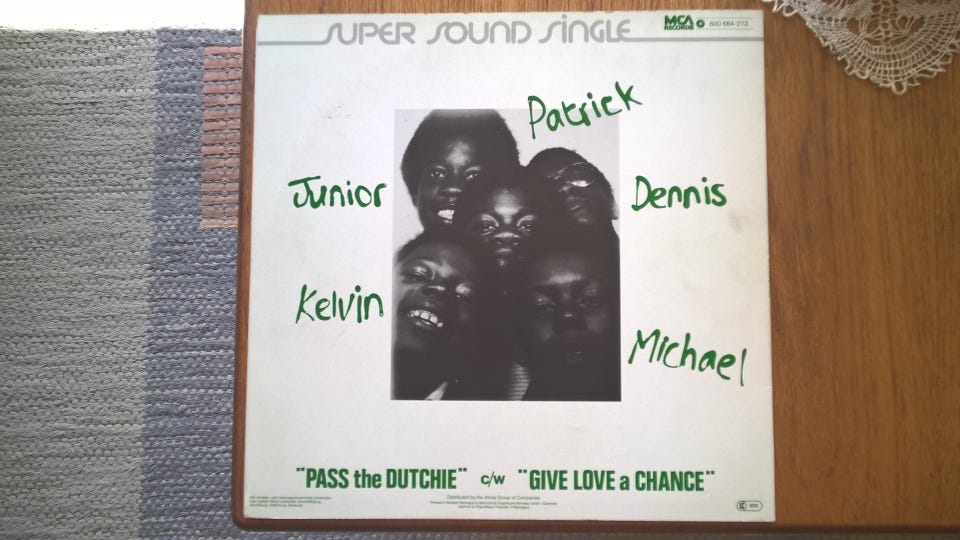 SUPER SOUND SINGLE
MCA RECORDS 600 684-213
Patrick
Junior
Dennis
Kelvin
Michael
"PASS the DUTCHIE" c/w "GIVE LOVE a CHANCE"
Distributed by the Ariola Group of Companies